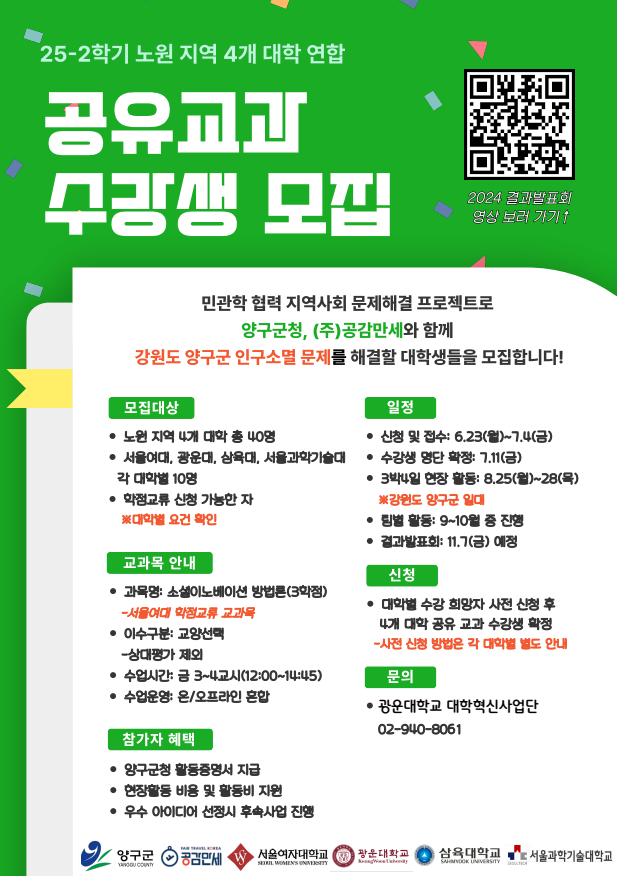 25-2학기 노원 지역 4개 대학 연합
공유교과
수강생 모집
2024 결과발표회
영상 보러 가기↑
민관학 협력 지역사회 문제해결 프로젝트로
양구군청, (주)공감만세와 함께
강원도 양구군 인구소멸 문제를 해결할 대학생들을 모집합니다!
모집대상
• 노원 지역 4개 대학 총 40명
• 서울여대, 광운대, 삼육대, 서울과학기술대
각 대학별 10명
• 학점교류 신청 가능한 자
※대학별 요건 확인
교과목 안내
• 과목명: 소셜이노베이션 방법론(3학점)
-서울여대 학점교류 교과목
• 이수구분: 교양선택
-상대평가 제외
• 수업시간: 금 3~4교시(12:00~14:45)
• 수업운영: 온/오프라인 혼합
참가자 혜택
• 양구군청 활동증명서 지급
• 현장활동 비용 및 활동비 지원
• 우수 아이디어 선정시 후속사업 진행
일정
• 신청 및 접수: 6.23(월)~7.4(금)
• 수강생 명단 확정: 7.11(금)
• 3박4일 현장 활동: 8.25(월)~28(목)
※강원도 양구군 일대
• 팀별 활동: 9~10월 중 진행
• 결과발표회: 11.7(금) 예정
신청
• 대학별 수강 희망자 사전 신청 후
4개 대학 공유 교과 수강생 확정
-사전 신청 방법은 각 대학별 별도 안내
문의
• 광운대학교 대학혁신사업단
02-940-8061
양구군
YANGGU COUNTY
FAIR TRAVEL KOREA
공감만세
서울여자대학교
SEOUL WOMEN'S UNIVERSITY
광운대학교
KwangWoon University
삼육대학교
SAHMYOOK UNIVERSITY
SEOULTECH
서울과학기술대학교